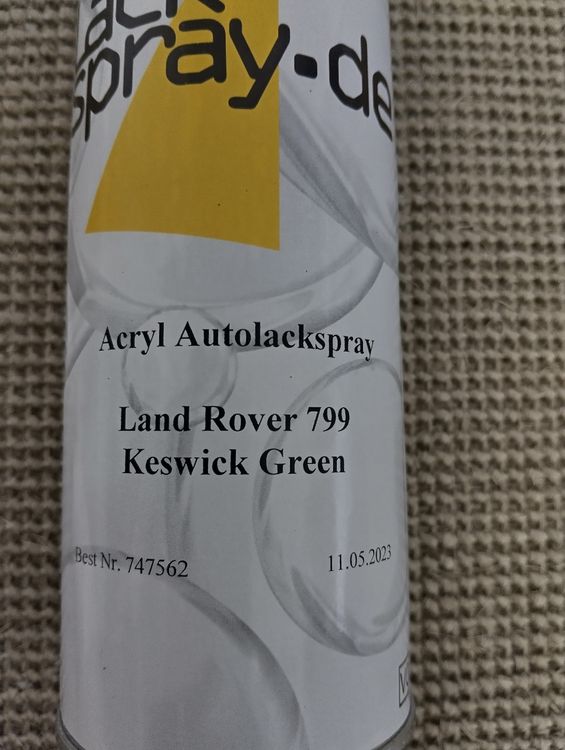 spray.de
Acryl Autolackspray
Land Rover 799
Keswick Green
Best Nr. 747562
11.05.2023